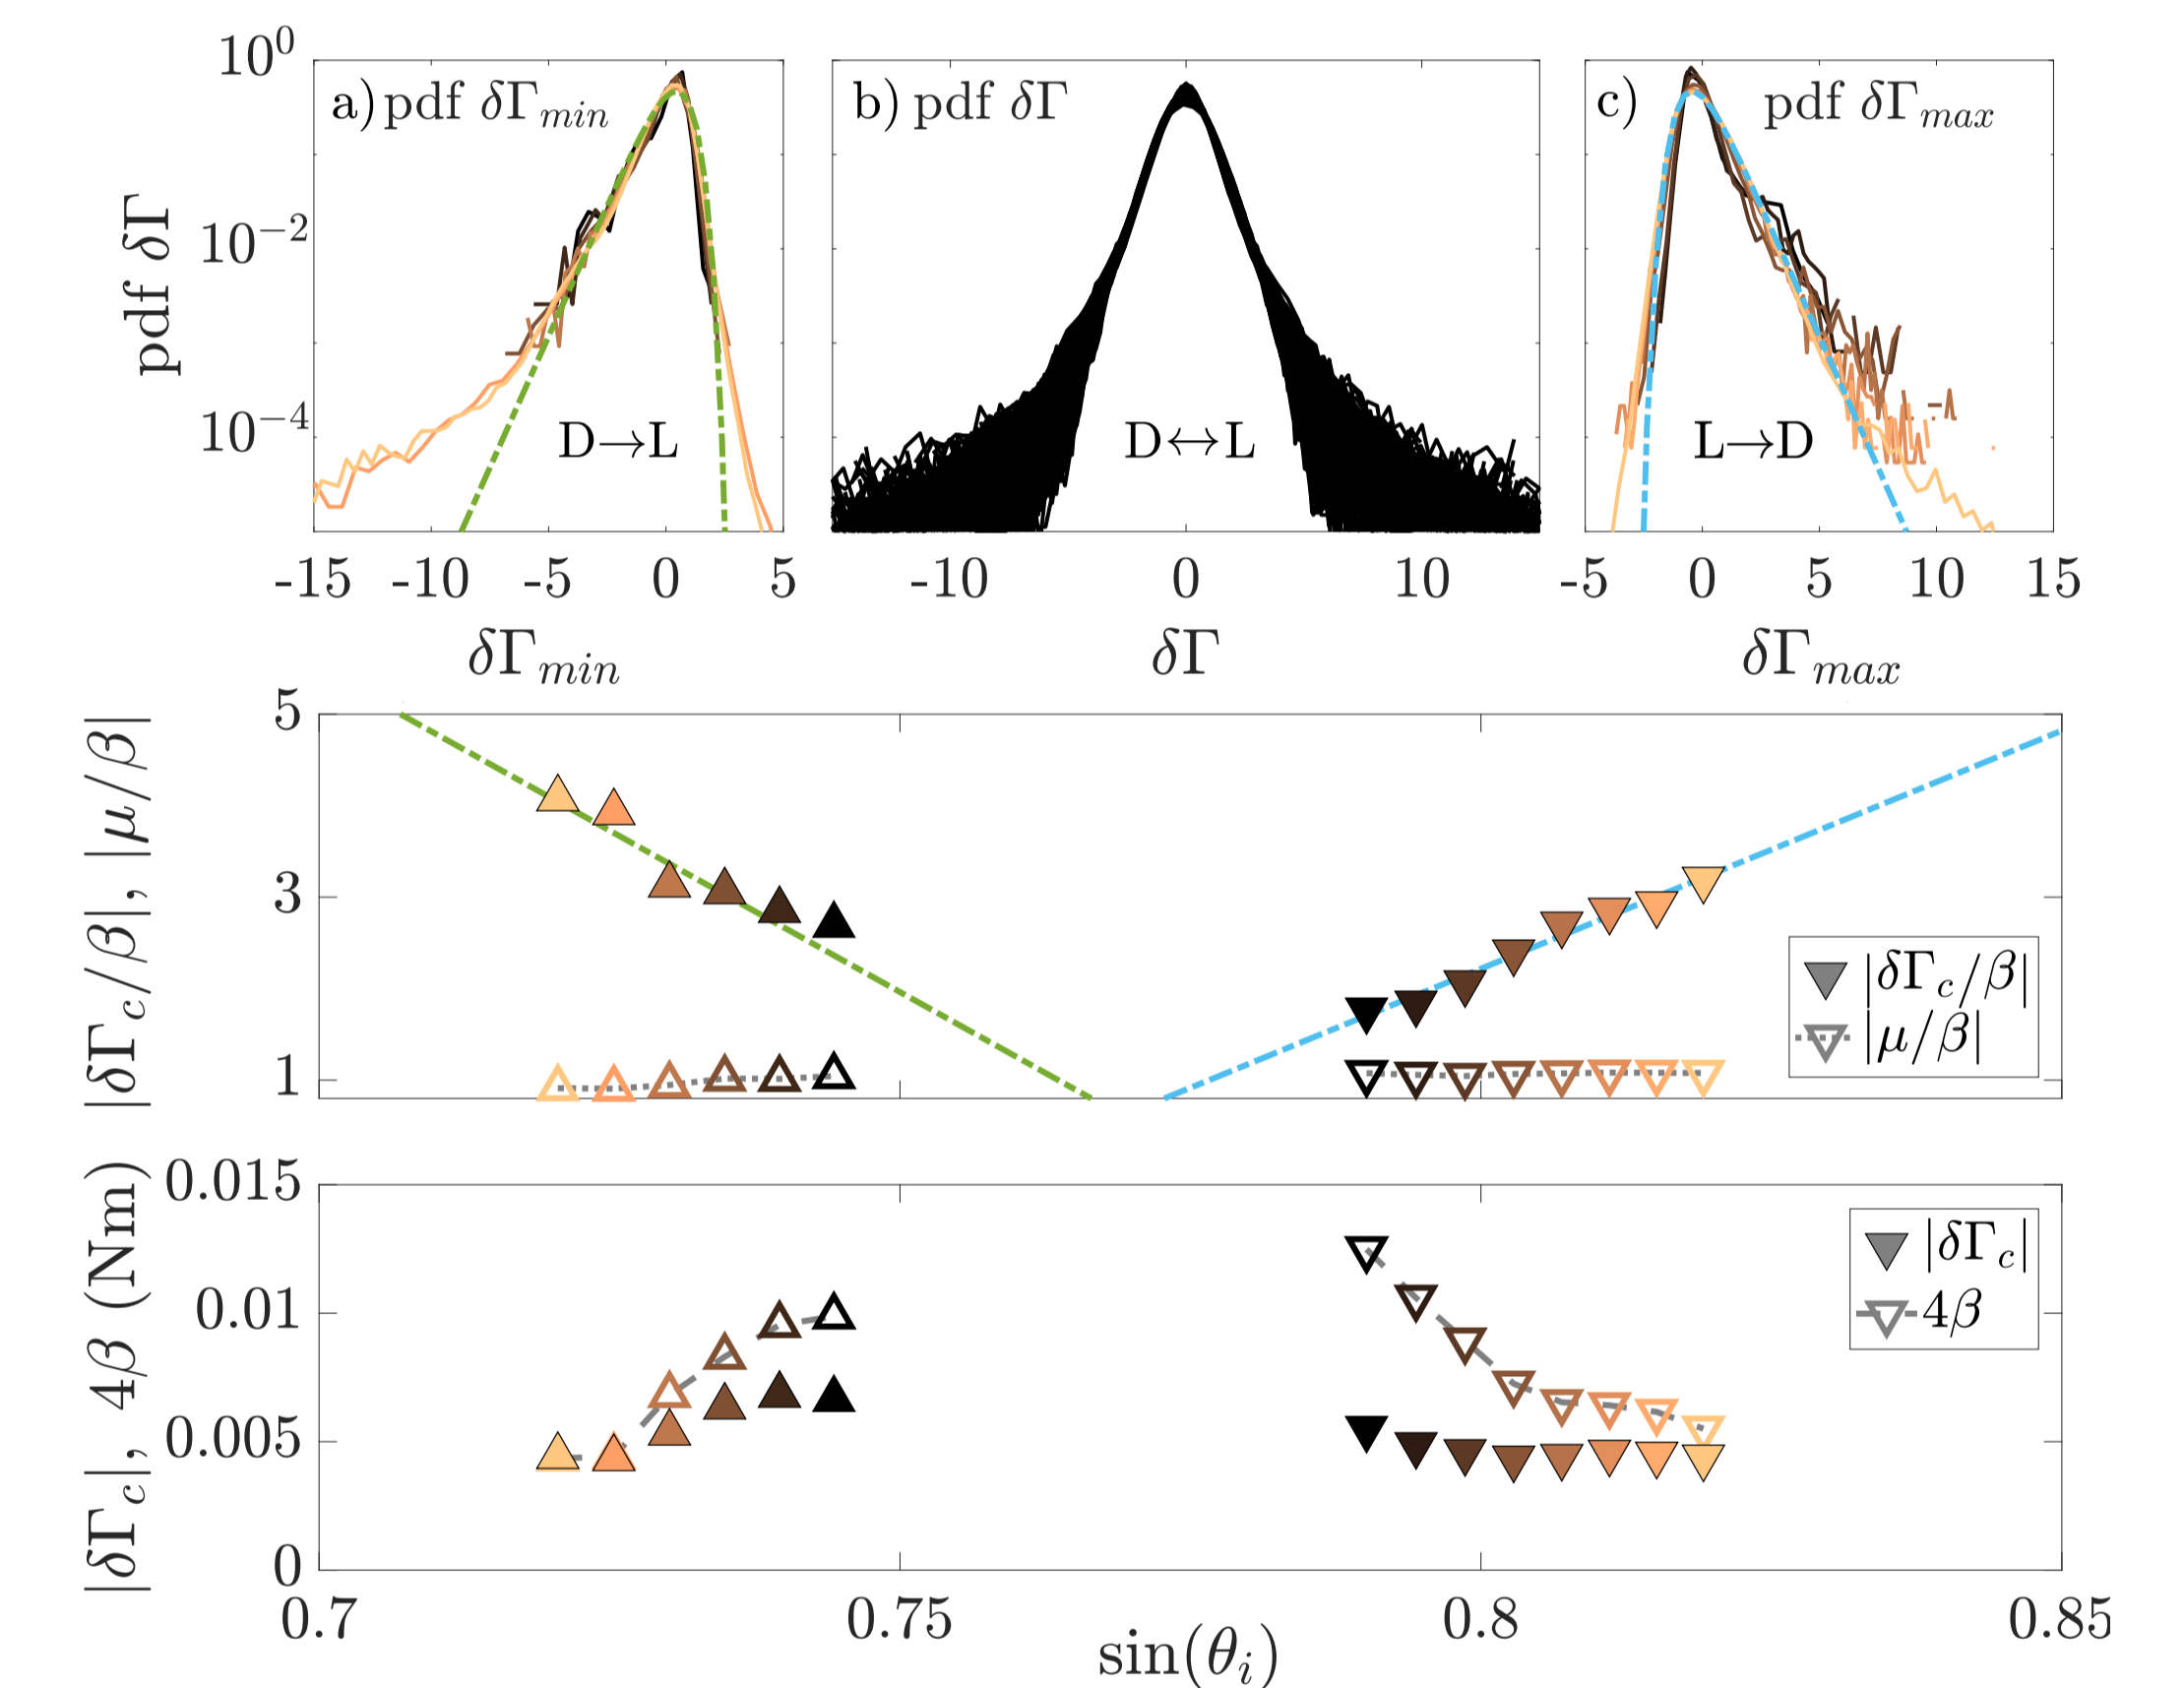 a) pdf δΓ_min
b) pdf δΓ
c) pdf δΓ_max
pdf δΓ
10^0
10^−2
10^−4
D→L
D↔L
L→D
-15 -10 -5 0 5
-10 0 10
-5 0 5 10 15
δΓ_min
δΓ
δΓ_max
|δΓ_c/β|, |μ/β|
5
3
1
|δΓ_c/β|
|μ/β|
|δΓ_c|, 4β (Nm)
0.015
0.01
0.005
0
|δΓ_c|
4β
0.7 0.75 0.8 0.85
sin(θ_i)